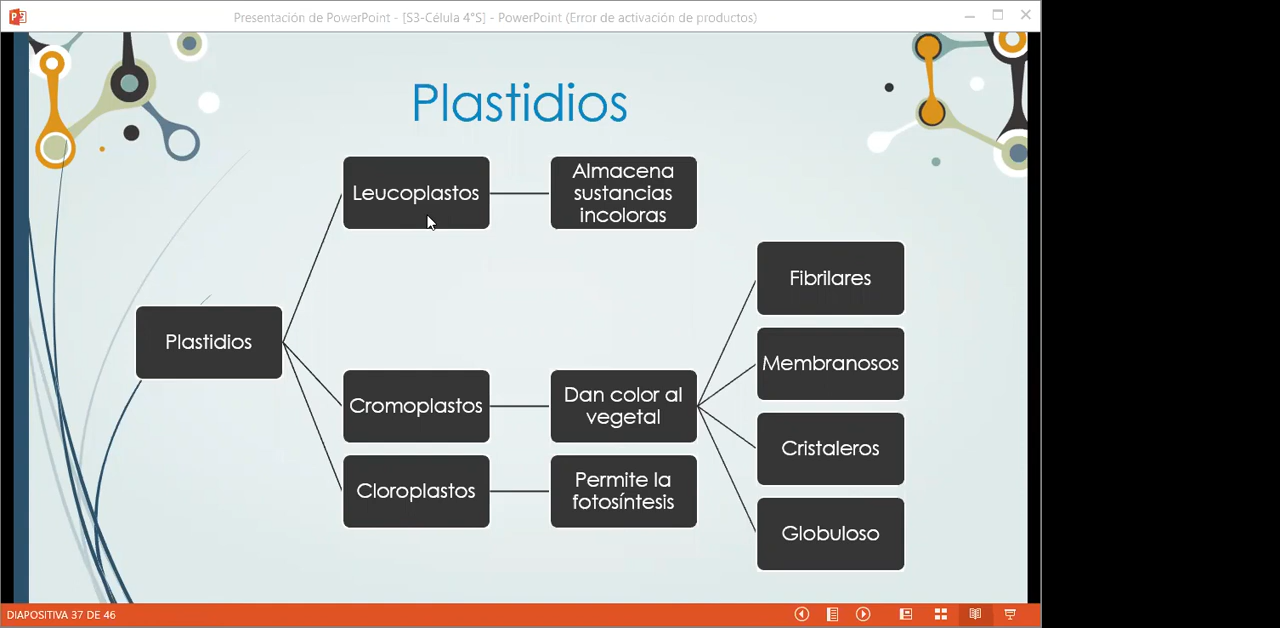 Presentación de PowerPoint - [S3-Célula 4°S] - PowerPoint (Error de activación de productos)
Plastidios
Leucoplastos
Almacena
sustancias
incoloras
Fibrilares
Plastidios
Membranosos
Cromoplastos
Dan color al
vegetal
Cristaleros
Cloroplastos
Permite la
fotosíntesis
Globuloso
DIAPOSITIVA 37 DE 46